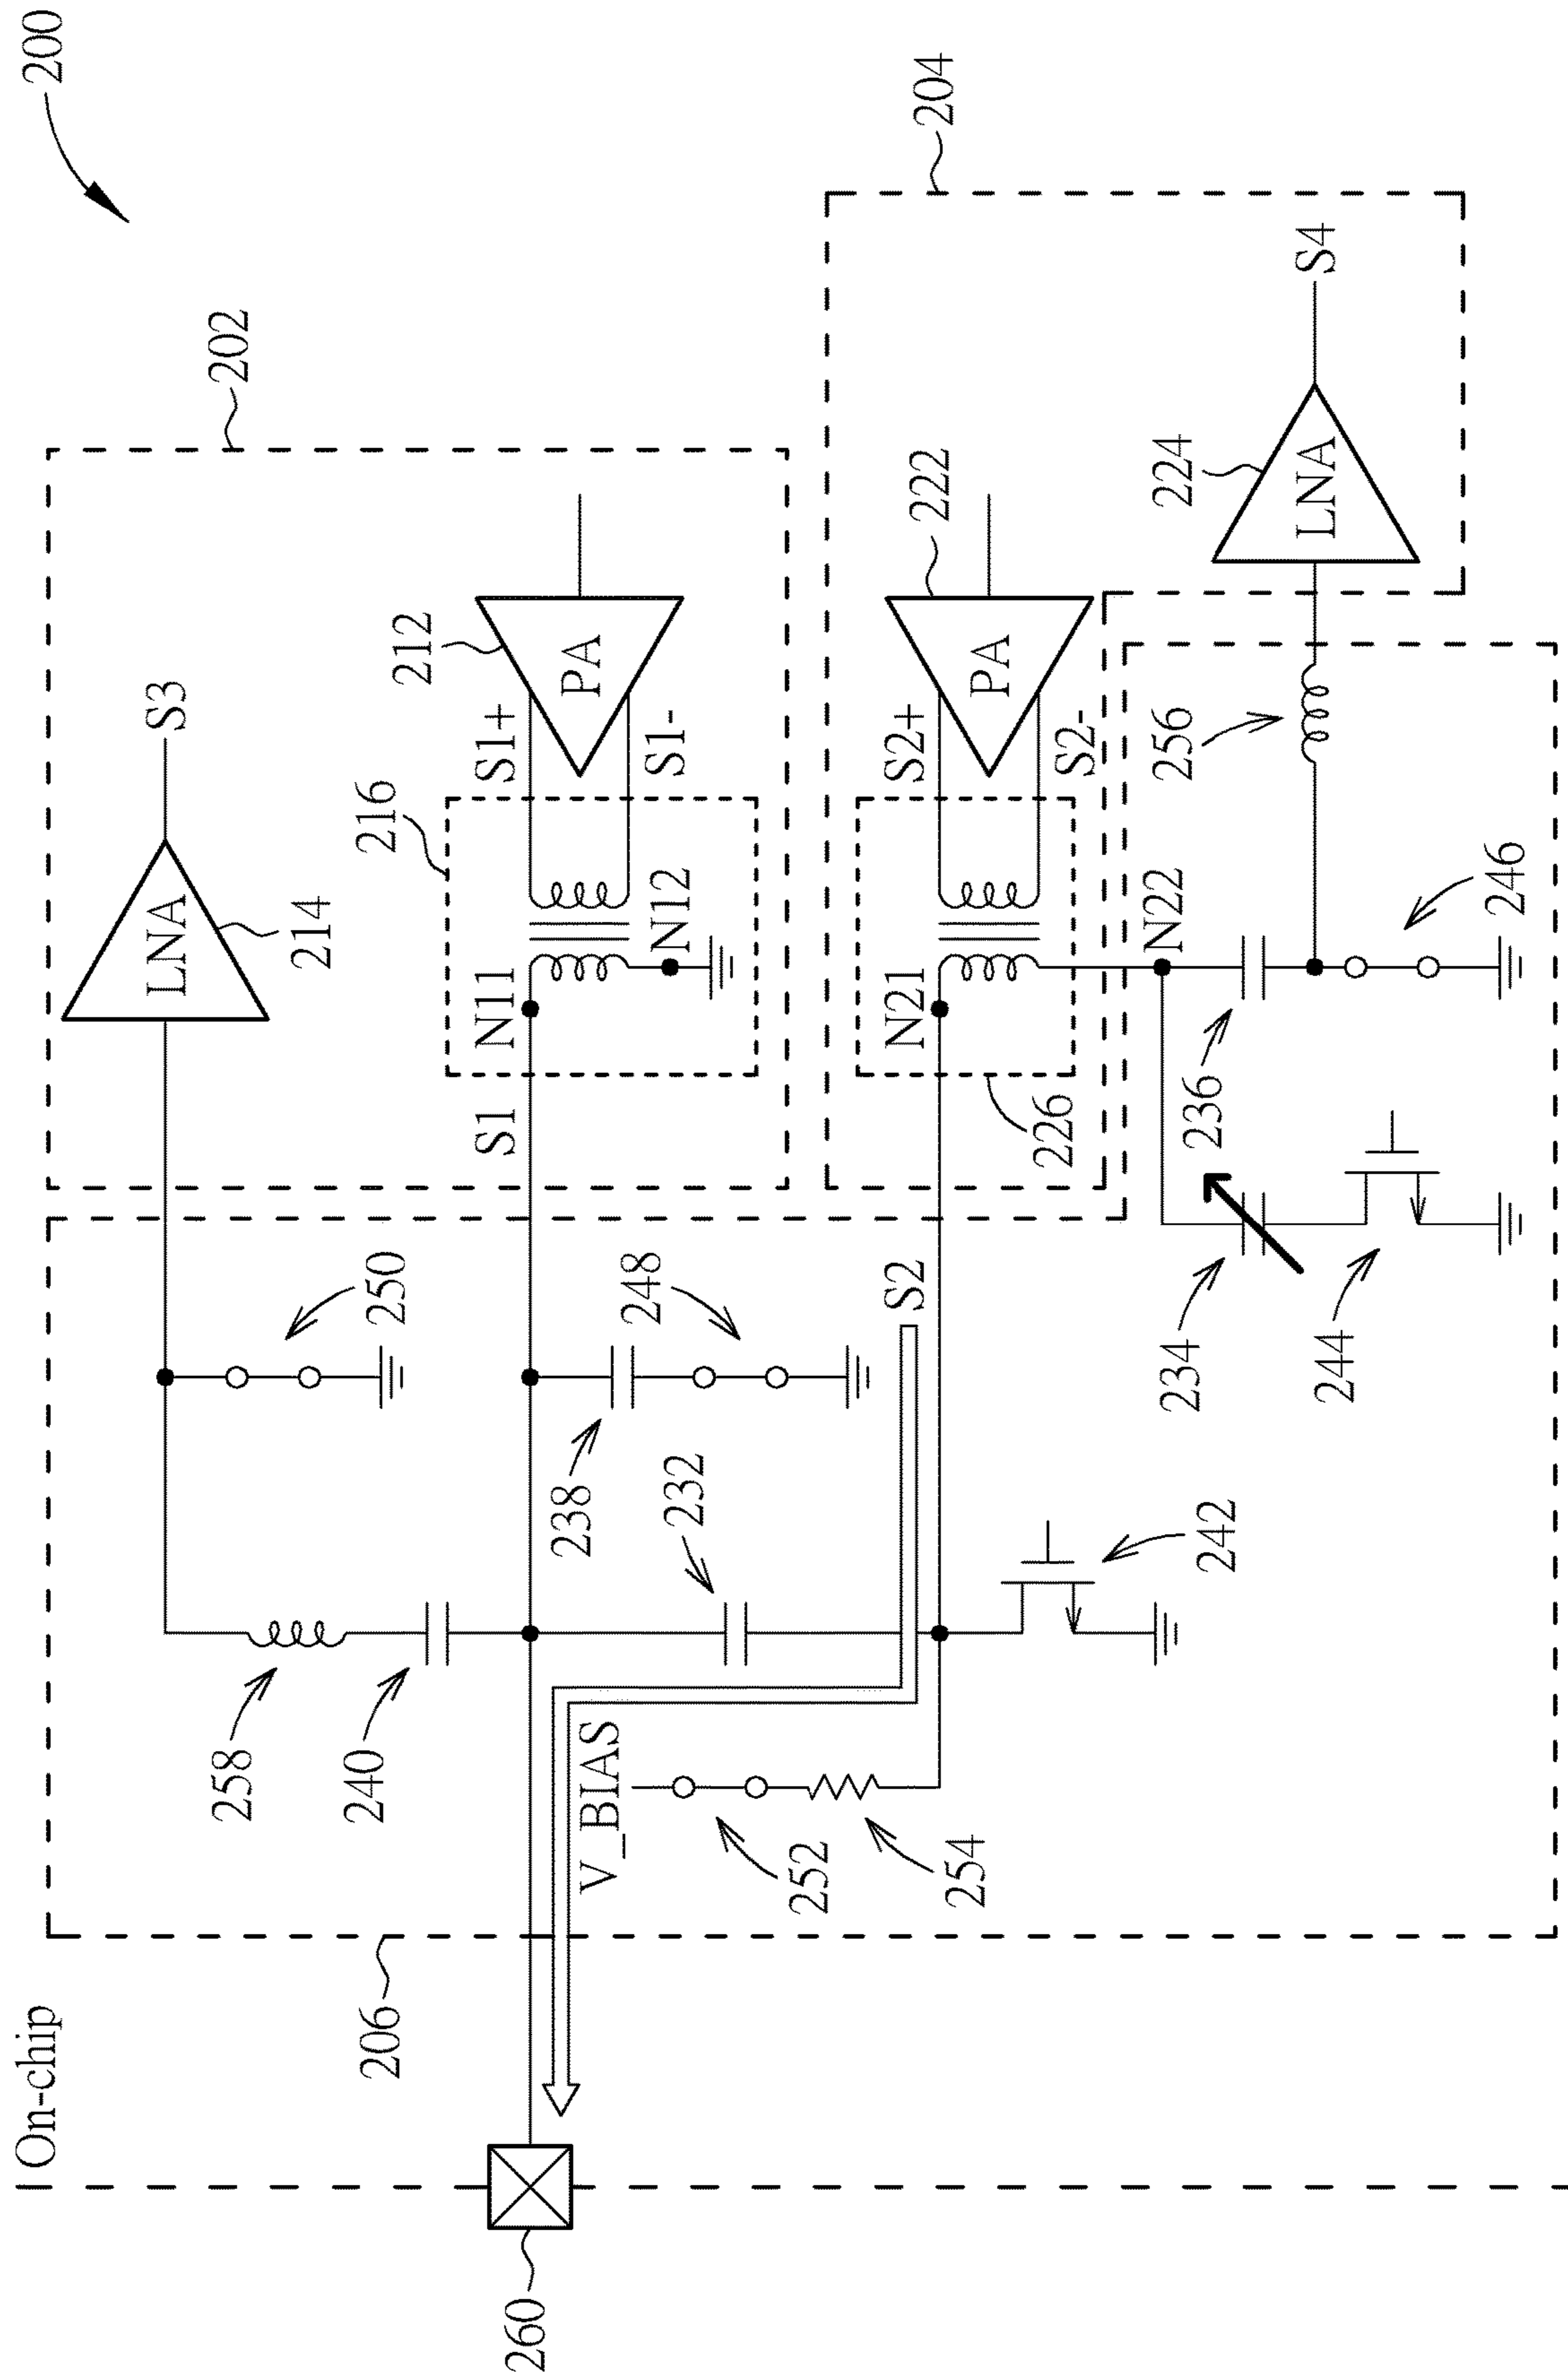 200
On-chip
206
202
258
250
214
LNA
S3
240
S1
216
N11
N12
S1+
S1-
212
PA
260
238
248
232
V_BIAS
252
254
S2
242
204
226
N21
S2+
S2-
222
PA
N22
234
236
244
246
256
224
LNA
S4